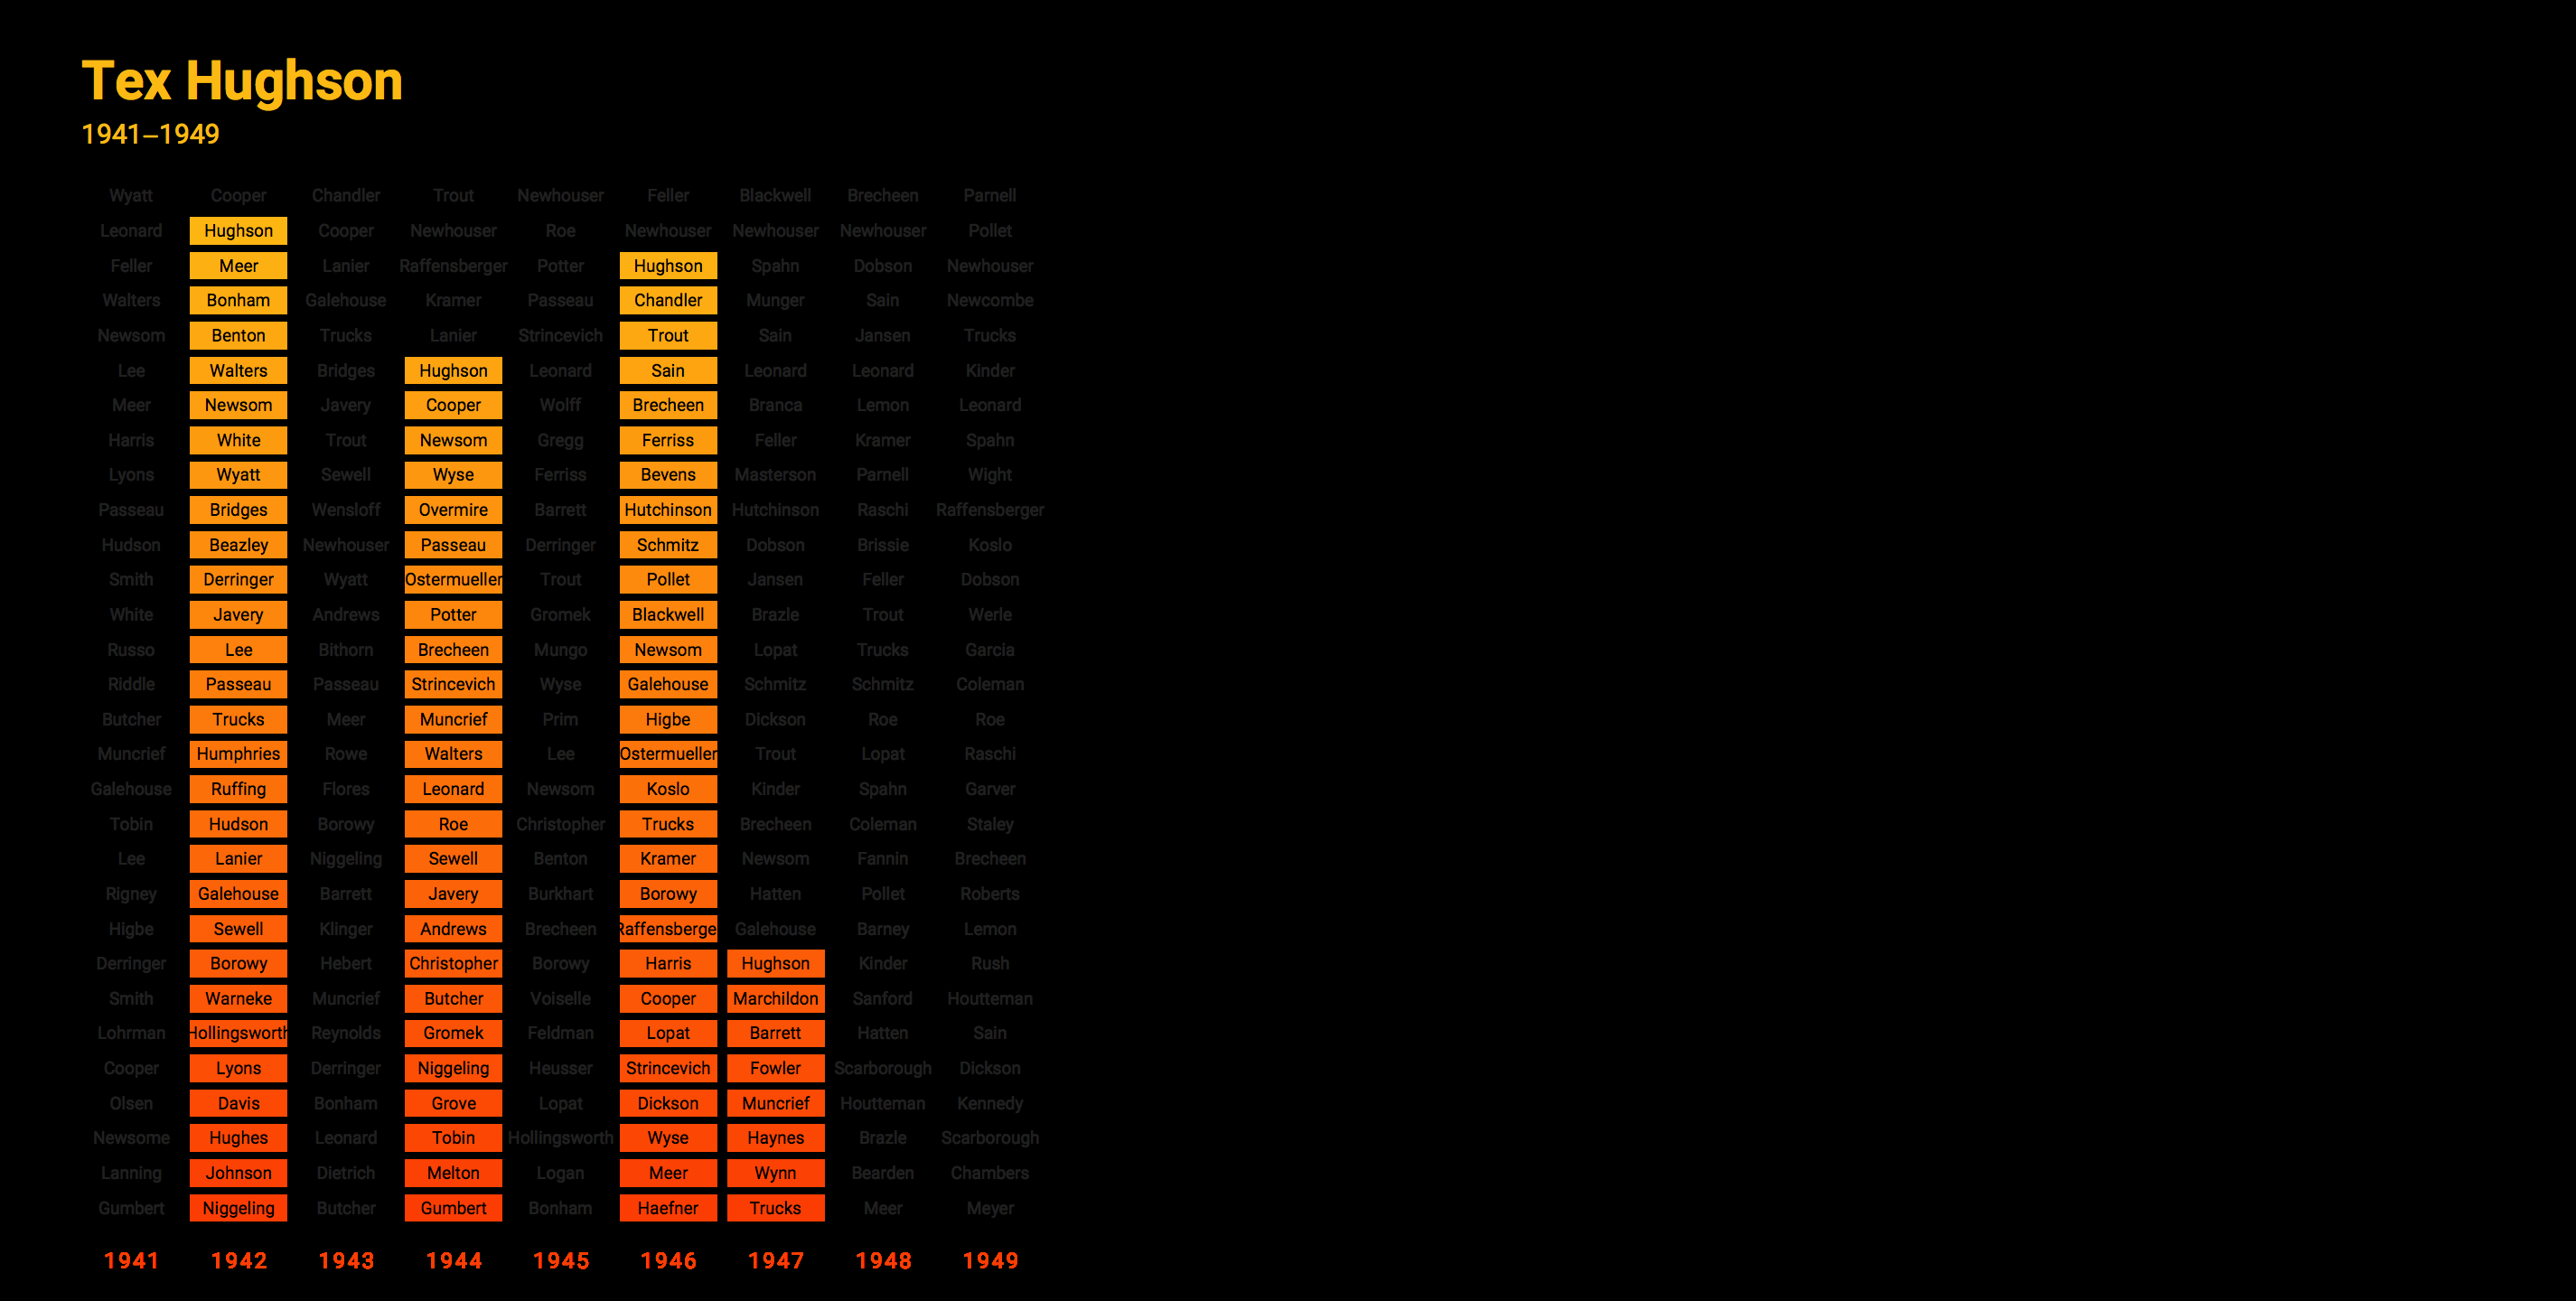 Tex Hughson
1941–1949
Wyatt Cooper Chandler Trout Newhouser Feller Blackwell Brecheen Parnell
Leonard Hughson Cooper Newhouser Roe Newhouser Newhouser Newhouser Pollet
Feller Meer Lanier Raffensberger Potter Hughson Spahn Dobson Newhouser
Walters Bonham Galehouse Kramer Passeau Chandler Munger Sain Newcombe
Newsom Benton Trucks Lanier Strincevich Trout Sain Jansen Trucks
Lee Walters Bridges Hughson Leonard Sain Leonard Leonard Kinder
Meer Newsom Javery Cooper Wolff Brecheen Branca Lemon Leonard
Harris White Trout Newsom Gregg Ferriss Feller Kramer Spahn
Lyons Wyatt Sewell Wyse Ferriss Bevens Masterson Parnell Wight
Passeau Bridges Wensloff Overmire Barrett Hutchinson Hutchinson Raschi Raffensberger
Hudson Beazley Newhouser Passeau Derringer Schmitz Dobson Brissie Koslo
Smith Derringer Wyatt Ostermueller Trout Pollet Jansen Feller Dobson
White Javery Andrews Potter Gromek Blackwell Brazle Trout Werle
Russo Lee Bithorn Brecheen Mungo Newsom Lopat Trucks Garcia
Riddle Passeau Passeau Strincevich Wyse Galehouse Schmitz Schmitz Coleman
Butcher Trucks Meer Muncrief Prim Higbe Dickson Roe Roe
Muncrief Humphries Rowe Walters Lee Ostermueller Trout Lopat Raschi
Galehouse Ruffing Flores Leonard Newsom Koslo Kinder Spahn Garver
Tobin Hudson Borowy Roe Christopher Trucks Brecheen Coleman Staley
Lee Lanier Niggeling Sewell Benton Kramer Newsom Fannin Brecheen
Rigney Galehouse Barrett Javery Burkhart Borowy Hatten Pollet Roberts
Higbe Sewell Klinger Andrews Brecheen Raffensberge Galehouse Barney Lemon
Derringer Borowy Hebert Christopher Borowy Harris Hughson Kinder Rush
Smith Warneke Muncrief Butcher Voiselle Cooper Marchildon Sanford Houtteman
Lohrman Hollingsworth Reynolds Gromek Feldman Lopat Barrett Hatten Sain
Cooper Lyons Derringer Niggeling Heusser Strincevich Fowler Scarborough Dickson
Olsen Davis Bonham Grove Lopat Dickson Muncrief Houtteman Kennedy
Newsome Hughes Leonard Tobin Hollingsworth Wyse Haynes Brazle Scarborough
Lanning Johnson Dietrich Melton Logan Meer Wynn Bearden Chambers
Gumbert Niggeling Butcher Gumbert Bonham Haefner Trucks Meer Meyer
1941 1942 1943 1944 1945 1946 1947 1948 1949